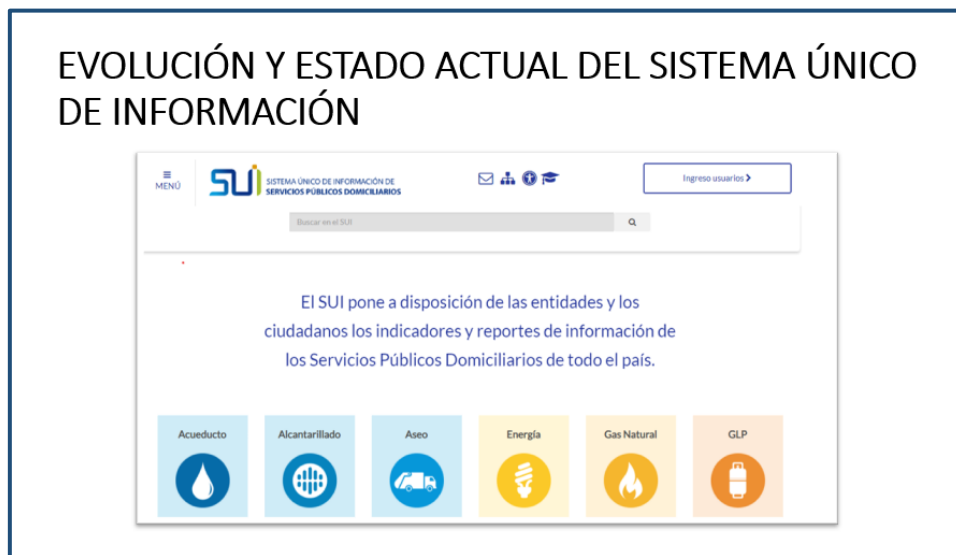 EVOLUCIÓN Y ESTADO ACTUAL DEL SISTEMA ÚNICO
DE INFORMACIÓN
MENÚ
sui
SISTEMA ÚNICO DE INFORMACIÓN DE
SERVICIOS PÚBLICOS DOMICILIARIOS
Ingreso usuarios
Buscar en el SUI
El SUI pone a disposición de las entidades y los
ciudadanos los indicadores y reportes de información de
los Servicios Públicos Domiciliarios de todo el país.
Acueducto
Alcantarillado
Aseo
Energía
Gas Natural
GLP